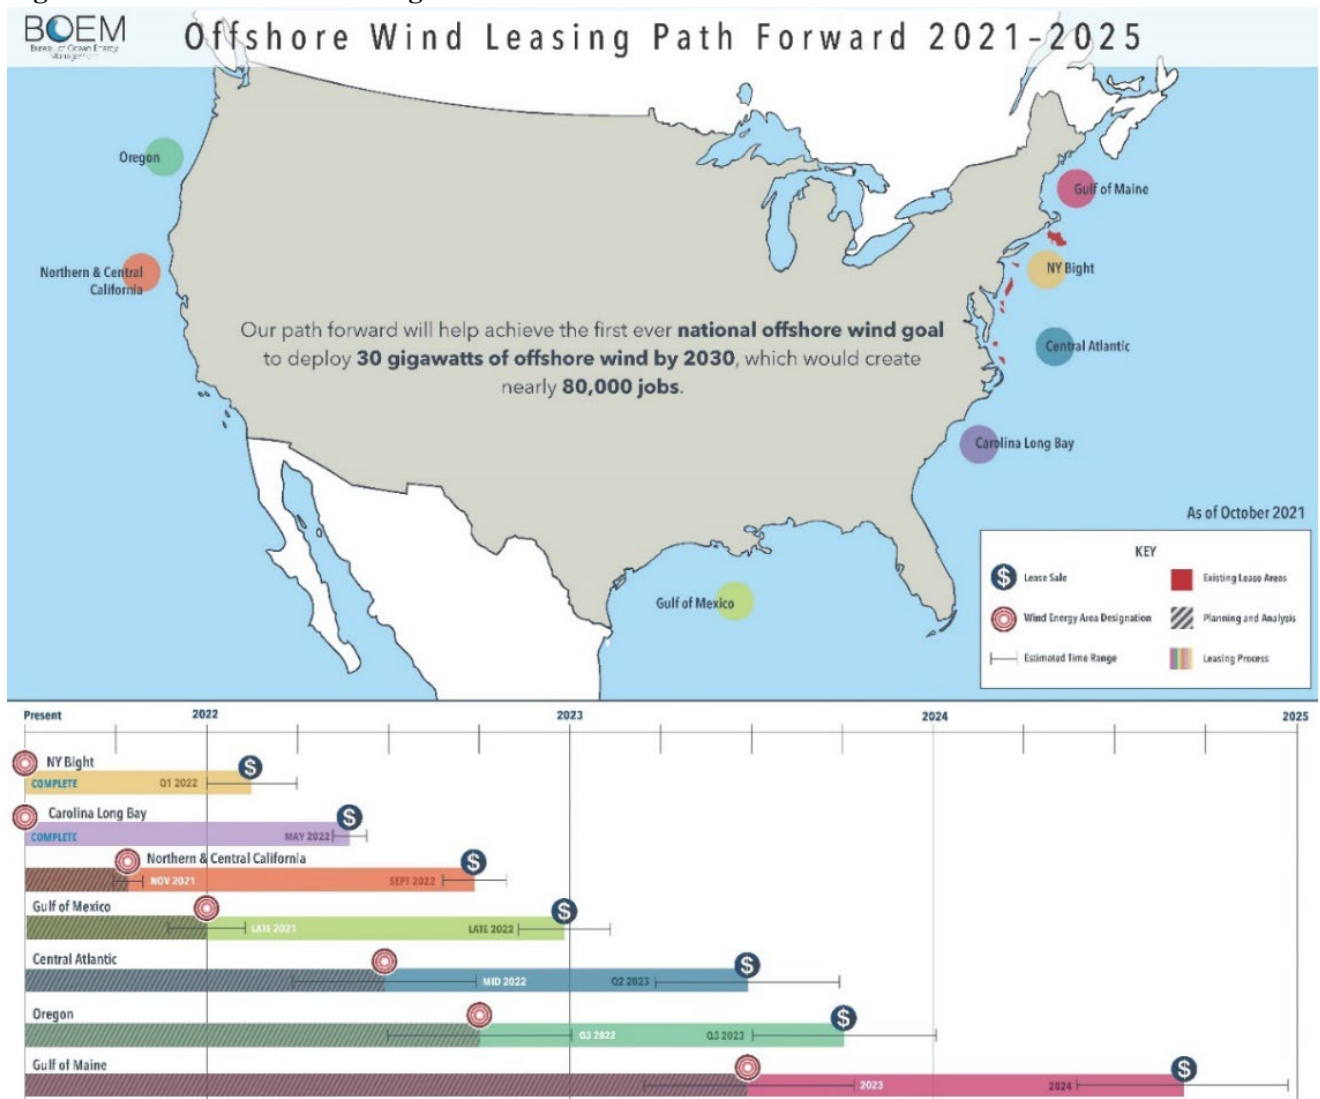 BOEM
Bureau of Ocean Energy
Management
Offshore Wind Leasing Path Forward 2021–2025
Oregon
Gulf of Maine
NY Bight
Northern & Central
California
Our path forward will help achieve the first ever national offshore wind goal
to deploy 30 gigawatts of offshore wind by 2030, which would create
nearly 80,000 jobs.
Central Atlantic
Carolina Long Bay
As of October 2021
Gulf of Mexico
KEY
$ Lease Sale
Existing Lease Areas
Wind Energy Area Designation
Planning and Analysis
Estimated Time Range
Leasing Process
Present 2022 2023 2024 2025
NY Bight $
COMPLETE Q1 2022
Carolina Long Bay $
COMPLETE MAY 2022
Northern & Central California $
NOV 2021 SEPT 2022
Gulf of Mexico $
LATE 2021 LATE 2022
Central Atlantic $
MID 2022 Q2 2023
Oregon $
Q3 2022 Q3 2023
Gulf of Maine $
2023 2024